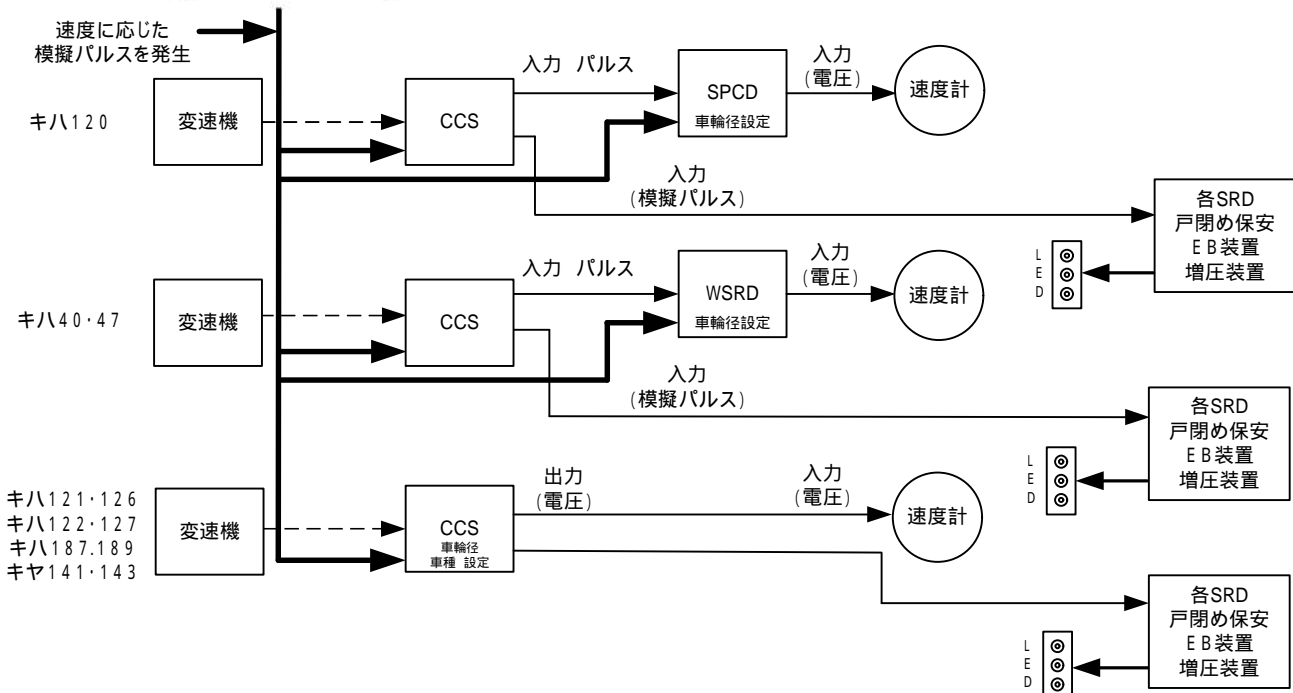 速度に応じた
模擬パルスを発生
キハ120
変速機
CCS
入力 パルス
SPCD
車輪径設定
入力
(電圧)
速度計
入力
(模擬パルス)
各SRD
戸閉め保安
EB装置
増圧装置
L
E
D
キハ40・47
変速機
CCS
入力 パルス
WSRD
車輪径設定
入力
(電圧)
速度計
入力
(模擬パルス)
各SRD
戸閉め保安
EB装置
増圧装置
L
E
D
キハ121・126
キハ122・127
キハ187.189
キヤ141・143
変速機
CCS
車輪径
車種 設定
出力
(電圧)
入力
(電圧)
速度計
各SRD
戸閉め保安
EB装置
増圧装置
L
E
D